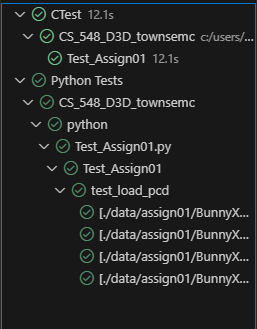 CTest 12.1s
CS_548_D3D_townsemc c:/users/...
Test_Assign01 12.1s
Python Tests
CS_548_D3D_townsemc
python
Test_Assign01.py
Test_Assign01
test_load_pcd
[./data/assign01/BunnyX...
[./data/assign01/BunnyX...
[./data/assign01/BunnyX...
[./data/assign01/BunnyX...